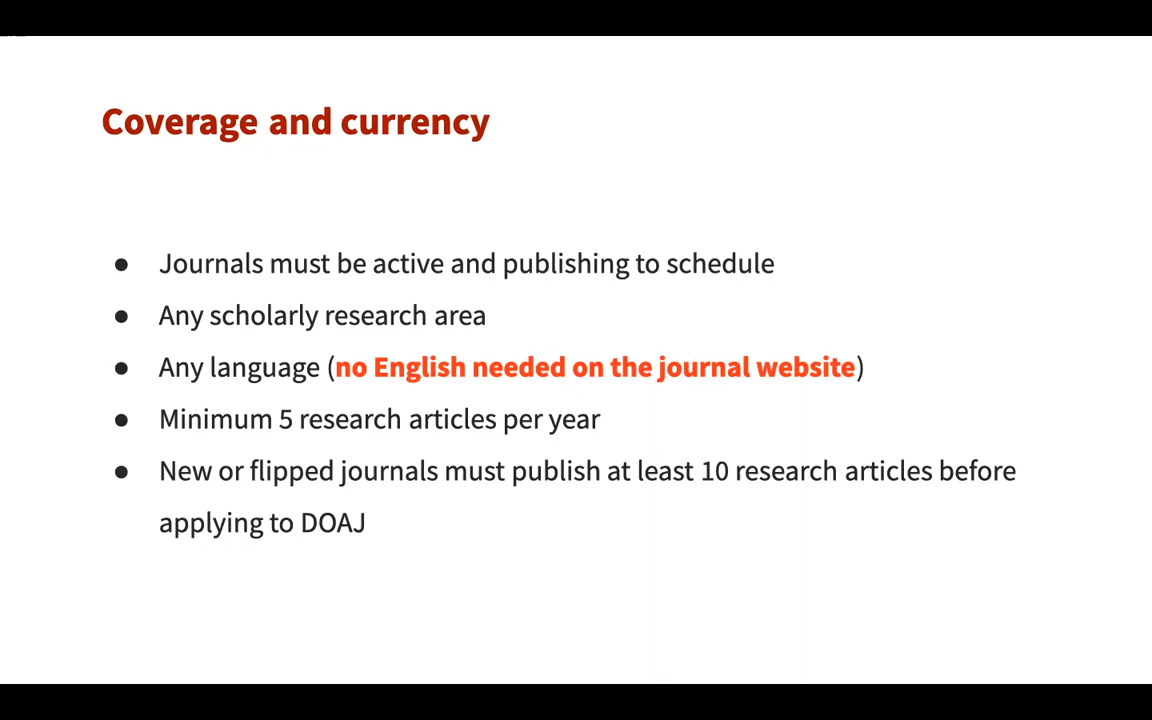 Coverage and currency
● Journals must be active and publishing to schedule
● Any scholarly research area
● Any language (no English needed on the journal website)
● Minimum 5 research articles per year
● New or flipped journals must publish at least 10 research articles before
applying to DOAJ